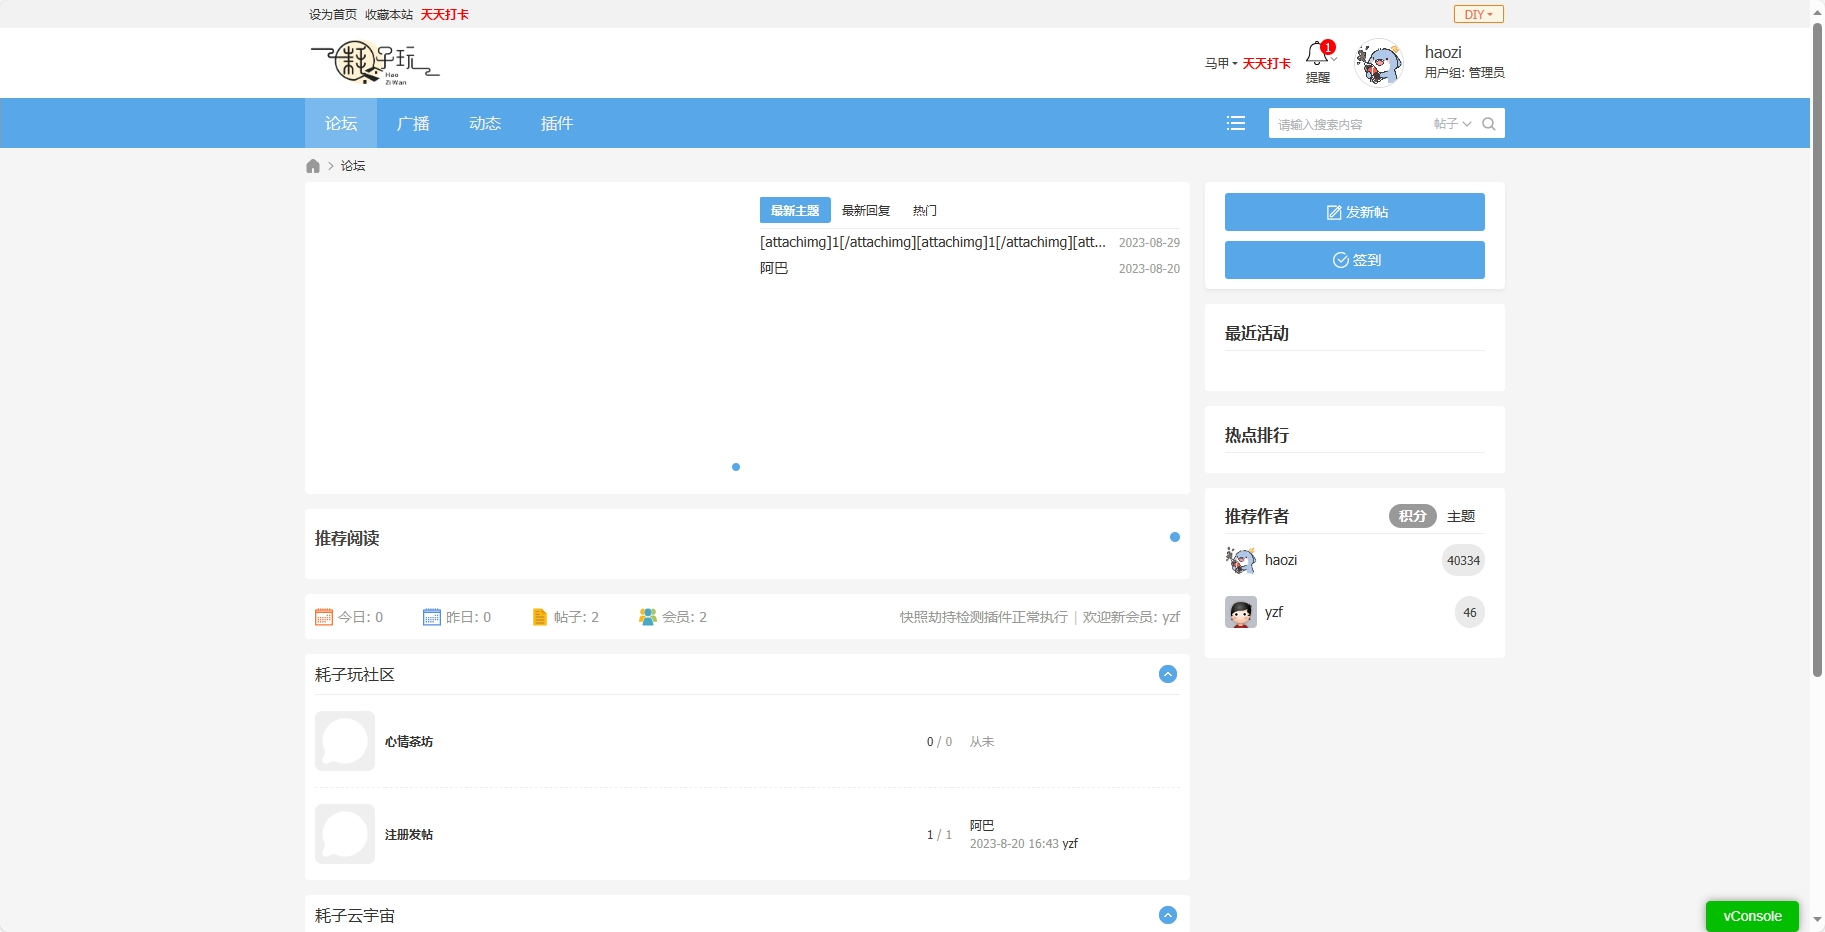 设为首页 收藏本站 天天打卡
DIY
耗子玩
Hao
Zi Wan
马甲 天天打卡
1
提醒
haozi
用户组: 管理员
论坛 广播 动态 插件
请输入搜索内容 帖子
论坛
最新主题 最新回复 热门
[attachimg]1[/attachimg][attachimg]1[/attachimg][att... 2023-08-29
阿巴 2023-08-20
发新帖
签到
最近活动
热点排行
推荐作者 积分 主题
haozi 40334
yzf 46
推荐阅读
今日: 0 昨日: 0 帖子: 2 会员: 2 快照劫持检测插件正常执行 | 欢迎新会员: yzf
耗子玩社区
心情茶坊 0 / 0 从未
注册发帖 1 / 1 阿巴
2023-8-20 16:43 yzf
耗子云宇宙
vConsole